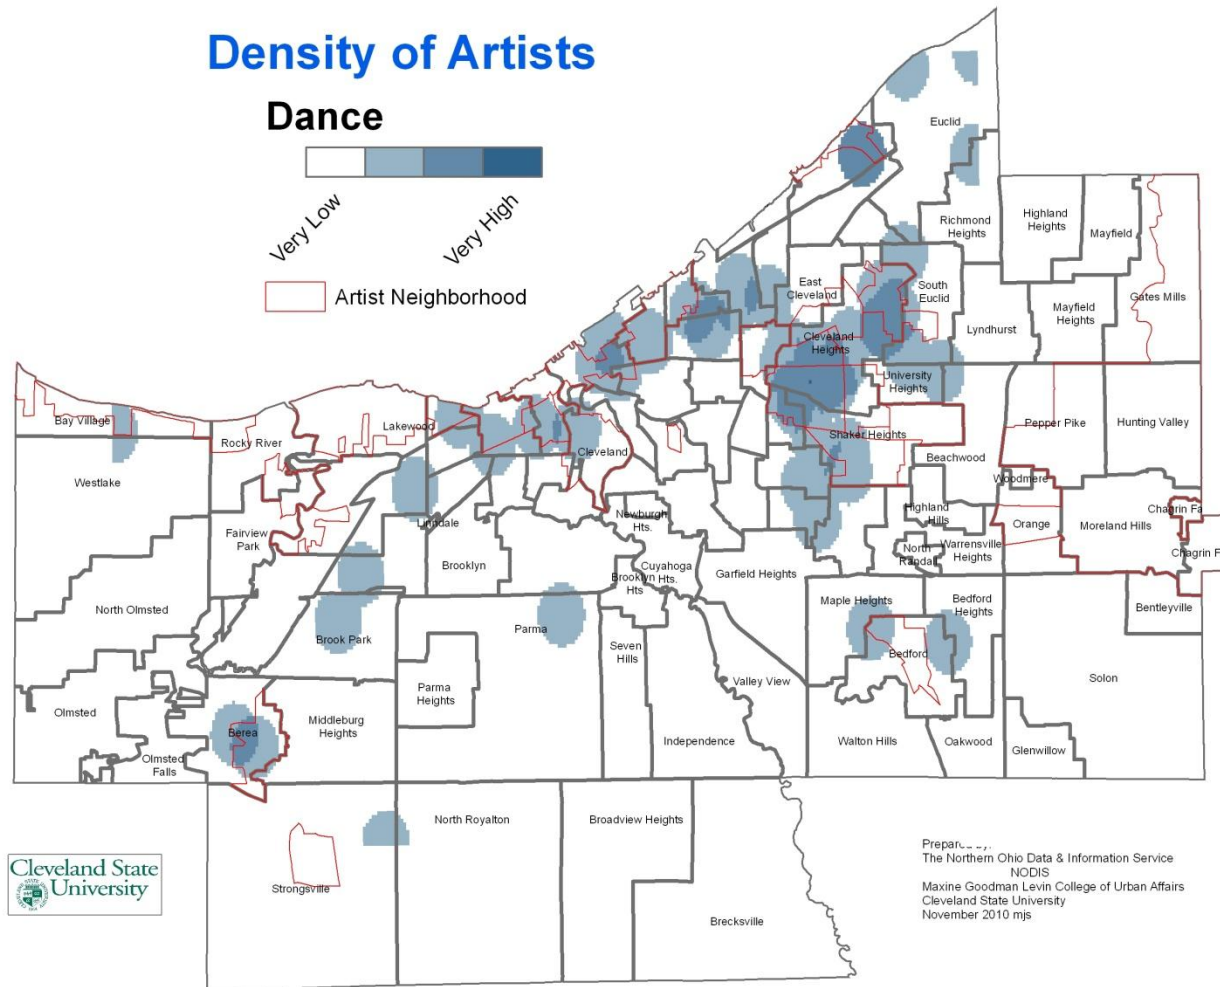 Density of Artists
Dance
Very Low
Very High
Artist Neighborhood
Euclid
Richmond
Heights
Highland
Heights
Mayfield
East
Cleveland
South
Euclid
Gates Mills
Mayfield
Heights
Lyndhurst
Cleveland
Heights
University
Heights
Bay Village
Rocky River
Lakewood
Cleveland
Shaker Heights
Pepper Pike
Hunting Valley
Beachwood
Westlake
Woodmere
Linndale
Newburgh
Hts.
Highland
Hills
Orange
Moreland Hills
Chagrin Fa
Chagrin F
Fairview
Park
Brooklyn
Cuyahoga
Hts.
Brooklyn
Hts
Garfield Heights
North
Randall
Warrensville
Heights
North Olmsted
Brook Park
Parma
Maple Heights
Bedford
Heights
Bentleyville
Seven
Hills
Bedford
Valley View
Solon
Parma
Heights
Olmsted
Berea
Middleburg
Heights
Independence
Walton Hills
Oakwood
Glenwillow
Olmsted
Falls
North Royalton
Broadview Heights
Strongsville
Brecksville
Cleveland State
University
The Northern Ohio Data & Information Service
NODIS
Maxine Goodman Levin College of Urban Affairs
Cleveland State University
November 2010 mjs